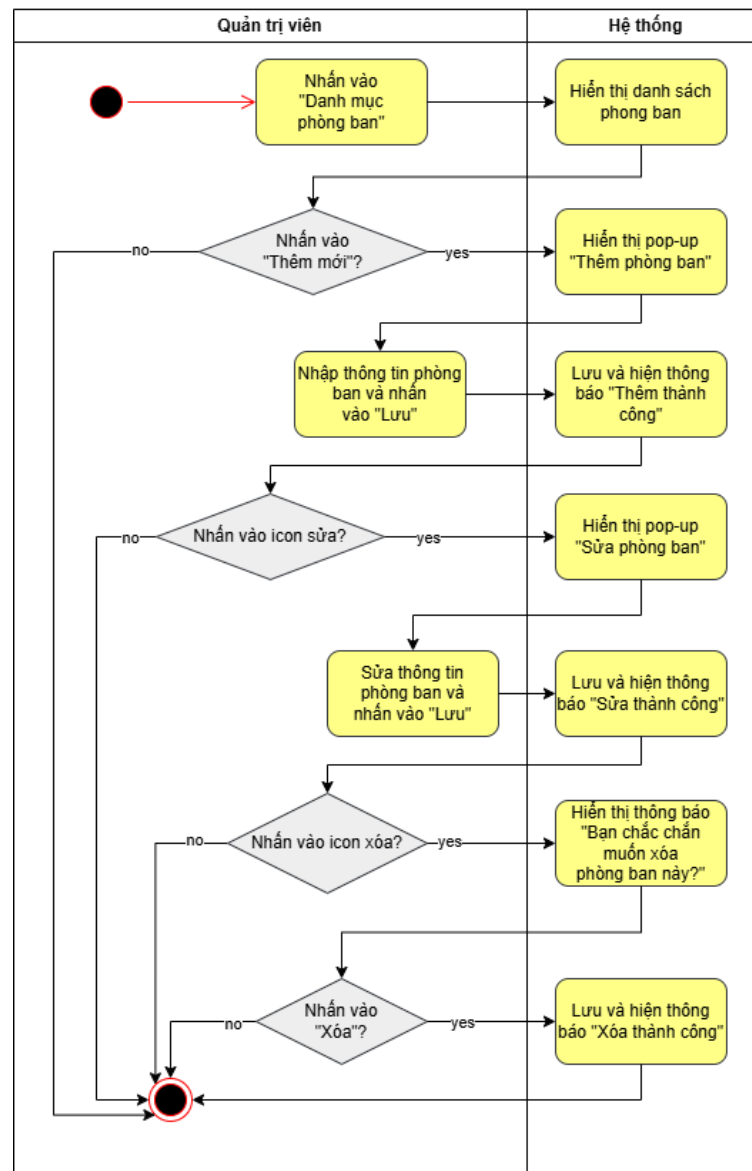 Quản trị viên
Hệ thống
Nhấn vào
"Danh mục
phòng ban"
Hiển thị danh sách
phong ban
Nhấn vào
"Thêm mới"?
no
yes
Hiển thị pop-up
"Thêm phòng ban"
Nhập thông tin phòng
ban và nhấn
vào "Lưu"
Lưu và hiện thông
báo "Thêm thành
công"
no
Nhấn vào icon sửa?
yes
Hiển thị pop-up
"Sửa phòng ban"
Sửa thông tin
phòng ban và
nhấn vào "Lưu"
Lưu và hiện thông
báo "Sửa thành công"
no
Nhấn vào icon xóa?
yes
Hiển thị thông báo
"Bạn chắc chắn
muốn xóa
phòng ban này?"
no
Nhấn vào
"Xóa"?
yes
Lưu và hiện thông
báo "Xóa thành công"